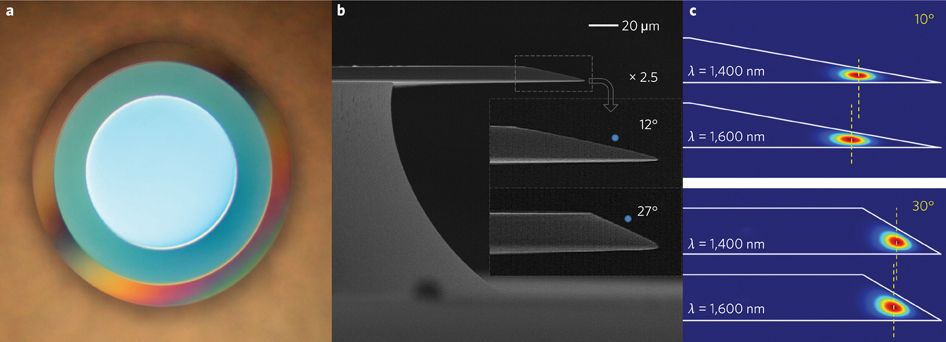 a
b
20 µm
× 2.5
12°
27°
c
10°
λ = 1,400 nm
λ = 1,600 nm
30°
λ = 1,400 nm
λ = 1,600 nm